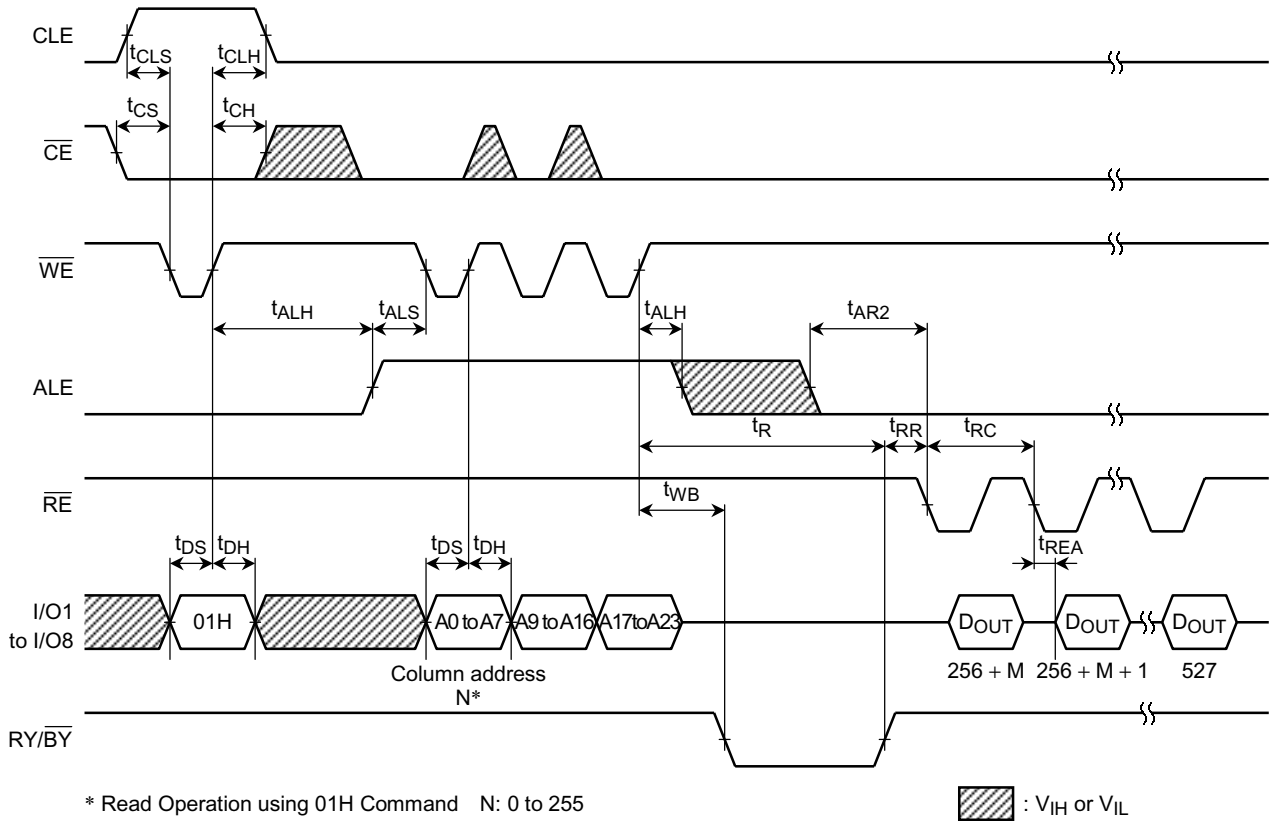 CLE
tCLS tCLH
tCS tCH
CE
WE
tALH tALS tALH tAR2
ALE
tR tRR tRC
RE
tWB
tDS tDH tDS tDH tREA
I/O1
to I/O8
01H A0 to A7 A9 to A16 A17 to A23 DOUT DOUT DOUT
Column address
N*
256 + M 256 + M + 1 527
RY/BY
* Read Operation using 01H Command N: 0 to 255
: VIH or VIL